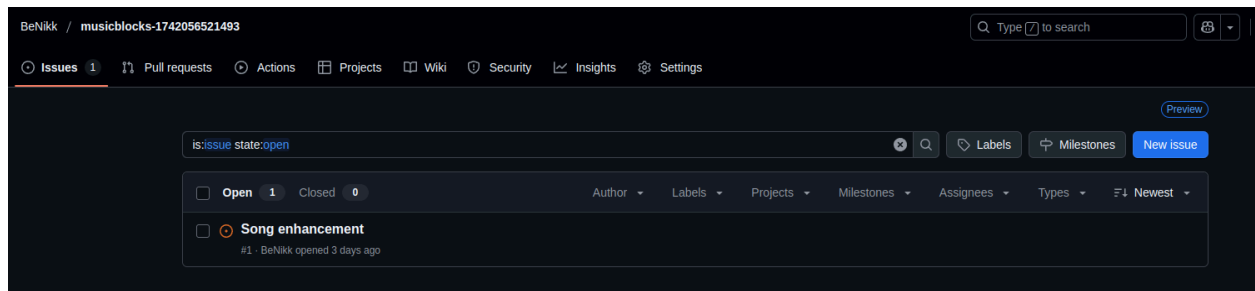 BeNikk / musicblocks-1742056521493
Type / to search
Issues 1 Pull requests Actions Projects Wiki Security Insights Settings
Preview
is:issue state:open
Labels Milestones New issue
Open 1 Closed 0 Author Labels Projects Milestones Assignees Types Newest
Song enhancement
#1 · BeNikk opened 3 days ago